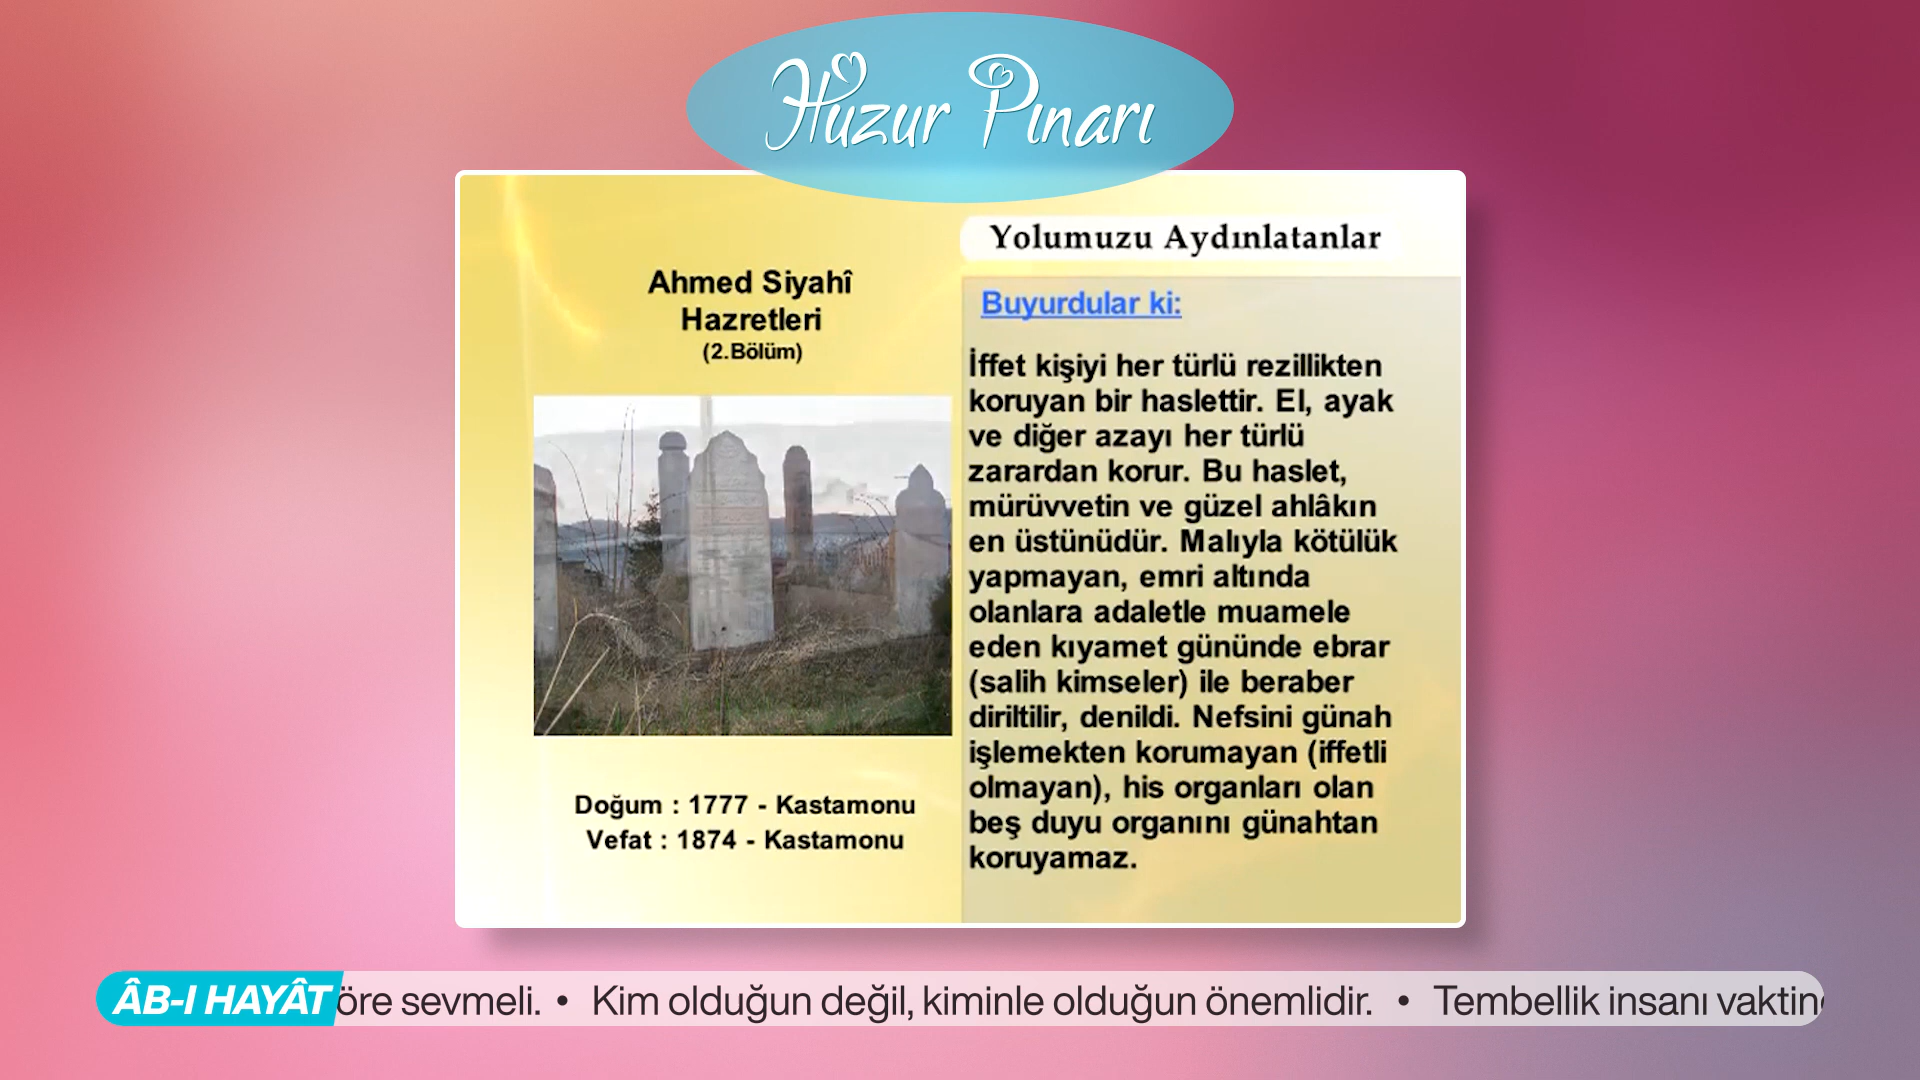 Huzur Pınarı
Yolumuzu Aydınlatanlar
Ahmed Siyahî
Hazretleri
(2.Bölüm)
Doğum : 1777 - Kastamonu
Vefat : 1874 - Kastamonu
Buyurdular ki:
İffet kişiyi her türlü rezillikten
koruyan bir haslettir. El, ayak
ve diğer azayı her türlü
zarardan korur. Bu haslet,
mürüvvetin ve güzel ahlâkın
en üstünüdür. Malıyla kötülük
yapmayan, emri altında
olanlara adaletle muamele
eden kıyamet gününde ebrar
(salih kimseler) ile beraber
diriltilir, denildi. Nefsini günah
işlemekten korumayan (iffetli
olmayan), his organları olan
beş duyu organını günahtan
koruyamaz.
ÂB-I HAYÂT öre sevmeli. • Kim olduğun değil, kiminle olduğun önemlidir. • Tembellik insanı